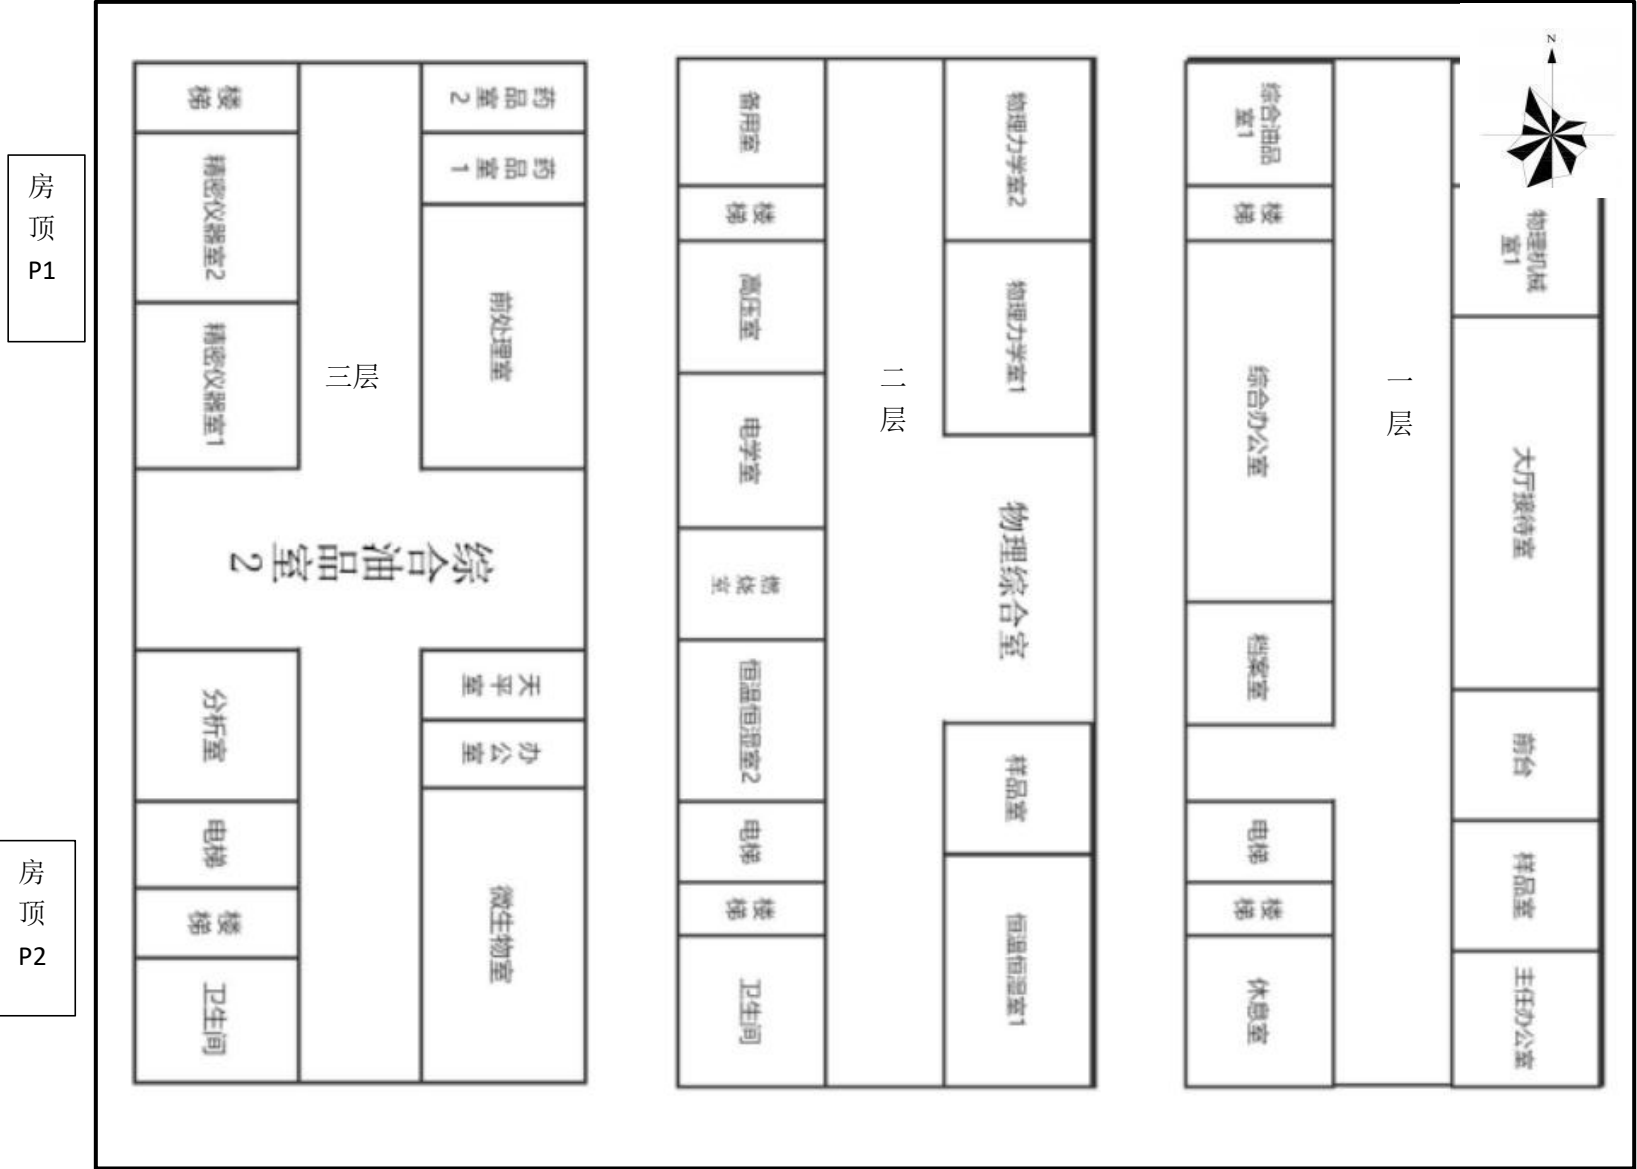 房
顶
P1
房
顶
P2
楼梯
精密仪器室2
精密仪器室1
三层
药品室2
药品室1
前处理室
综合油品室2
分析室
电梯
楼梯
卫生间
天平室
办公室
微生物室
备用室
楼梯
高压室
电学室
燃烧室
恒温恒湿室2
电梯
楼梯
卫生间
二
层
物理力学室2
物理力学室1
物理综合室
样品室
恒温恒湿室1
综合油品
室1
楼梯
综合办公室
档案室
电梯
楼梯
休息室
一
层
N
物理机械
室1
大厅接待室
前台
样品室
主任办公室